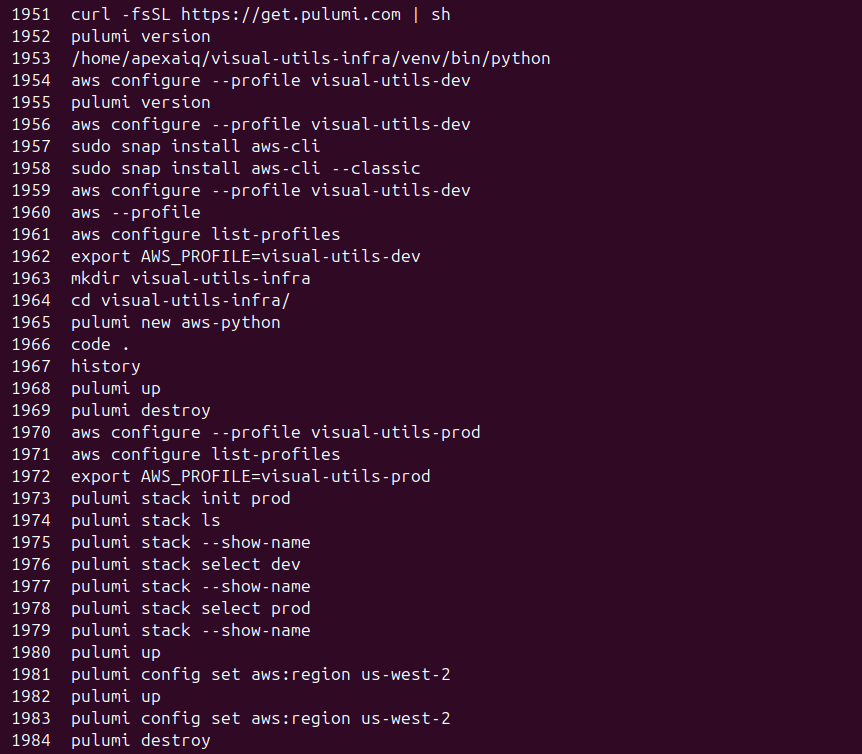 1951 curl -fsSL https://get.pulumi.com | sh
1952 pulumi version
1953 /home/apexaiq/visual-utils-infra/venv/bin/python
1954 aws configure --profile visual-utils-dev
1955 pulumi version
1956 aws configure --profile visual-utils-dev
1957 sudo snap install aws-cli
1958 sudo snap install aws-cli --classic
1959 aws configure --profile visual-utils-dev
1960 aws --profile
1961 aws configure list-profiles
1962 export AWS_PROFILE=visual-utils-dev
1963 mkdir visual-utils-infra
1964 cd visual-utils-infra/
1965 pulumi new aws-python
1966 code .
1967 history
1968 pulumi up
1969 pulumi destroy
1970 aws configure --profile visual-utils-prod
1971 aws configure list-profiles
1972 export AWS_PROFILE=visual-utils-prod
1973 pulumi stack init prod
1974 pulumi stack ls
1975 pulumi stack --show-name
1976 pulumi stack select dev
1977 pulumi stack --show-name
1978 pulumi stack select prod
1979 pulumi stack --show-name
1980 pulumi up
1981 pulumi config set aws:region us-west-2
1982 pulumi up
1983 pulumi config set aws:region us-west-2
1984 pulumi destroy